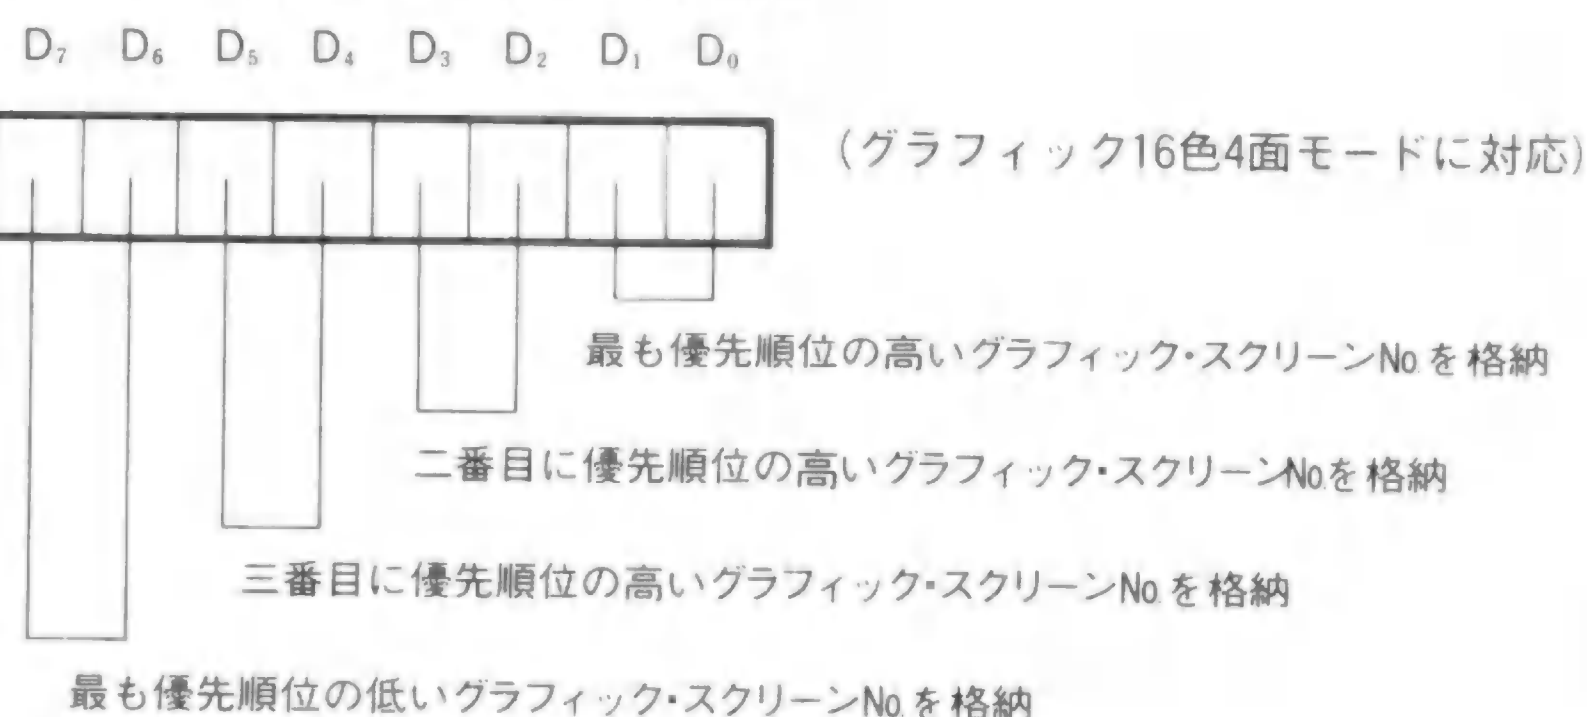 D₇ D₆ D₅ D₄ D₃ D₂ D₁ D₀
(グラフィック16色4面モードに対応)
最も優先順位の高いグラフィック・スクリーンNo.を格納
二番目に優先順位の高いグラフィック・スクリーンNo.を格納
三番目に優先順位の高いグラフィック・スクリーンNo.を格納
最も優先順位の低いグラフィック・スクリーンNo.を格納